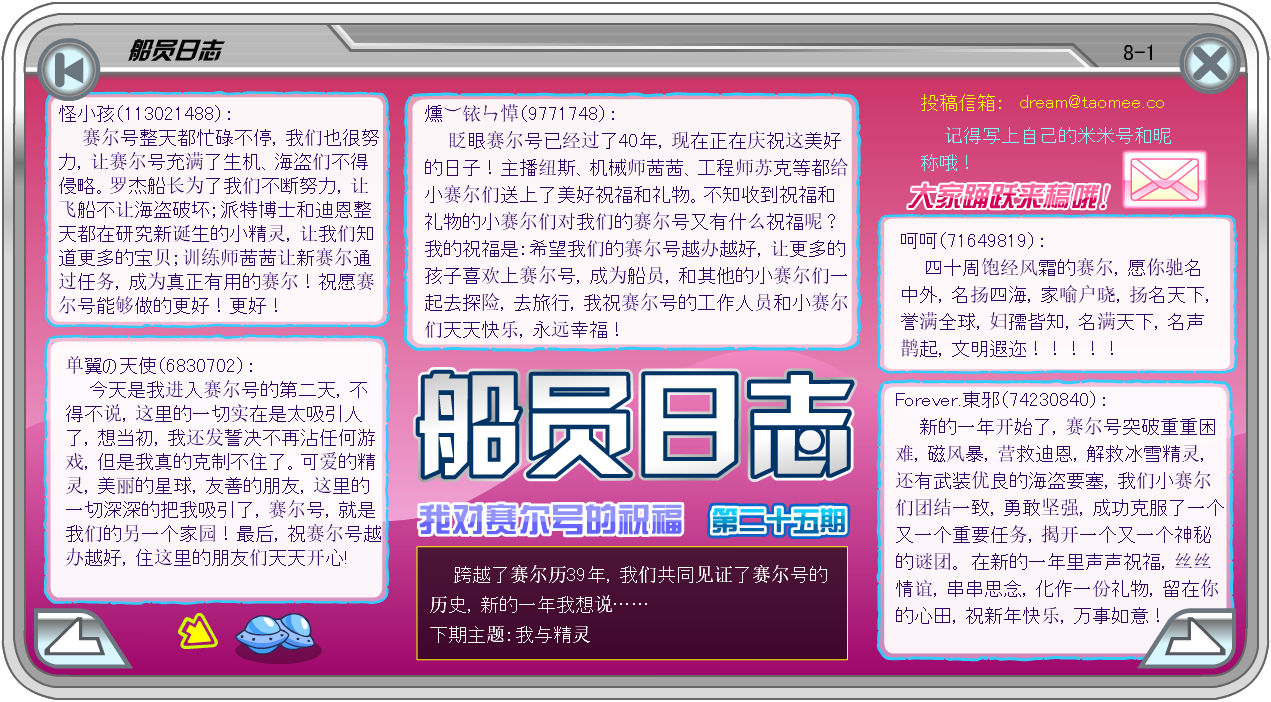 船员日志
8-1
怪小孩(113021488):
赛尔号整天都忙碌不停, 我们也很努
力, 让赛尔号充满了生机、海盗们不得
侵略。罗杰船长为了我们不断努力, 让
飞船不让海盗破坏;派特博士和迪恩整
天都在研究新诞生的小精灵, 让我们知
道更多的宝贝;训练师茜茜让新赛尔通
过任务, 成为真正有用的赛尔！祝愿赛
尔号能够做的更好！更好！
单翼の天使(6830702):
今天是我进入赛尔号的第二天, 不
得不说, 这里的一切实在是太吸引人
了, 想当初, 我还发誓决不再沾任何游
戏, 但是我真的克制不住了。可爱的精
灵, 美丽的星球, 友善的朋友, 这里的
一切深深的把我吸引了, 赛尔号, 就是
我们的另一个家园！最后, 祝赛尔号越
办越好, 住这里的朋友们天天开心!
燻︶铱ㄣ惸(9771748):
眨眼赛尔号已经过了40年, 现在正在庆祝这美好
的日子！主播纽斯、机械师茜茜、工程师苏克等都给
小赛尔们送上了美好祝福和礼物。不知收到祝福和
礼物的小赛尔们对我们的赛尔号又有什么祝福呢？
我的祝福是:希望我们的赛尔号越办越好, 让更多的
孩子喜欢上赛尔号, 成为船员, 和其他的小赛尔们一
起去探险, 去旅行, 我祝赛尔号的工作人员和小赛尔
们天天快乐, 永远幸福！
船员日志
我对赛尔号的祝福 第二十五期
跨越了赛尔历39年, 我们共同见证了赛尔号的
历史, 新的一年我想说……
下期主题:我与精灵
投稿信箱: dream@taomee.co
记得写上自己的米米号和昵
称哦！
大家踊跃来稿哦!
呵呵(71649819):
四十周饱经风霜的赛尔, 愿你驰名
中外, 名扬四海, 家喻户晓, 扬名天下,
誉满全球, 妇孺皆知, 名满天下, 名声
鹊起, 文明遐迩！！！！！
Forever.東邪(74230840):
新的一年开始了, 赛尔号突破重重困
难, 磁风暴, 营救迪恩, 解救冰雪精灵,
还有武装优良的海盗要塞, 我们小赛尔
们团结一致, 勇敢坚强, 成功克服了一个
又一个重要任务, 揭开一个又一个神秘
的谜团。在新的一年里声声祝福, 丝丝
情谊, 串串思念, 化作一份礼物, 留在你
的心田, 祝新年快乐, 万事如意！